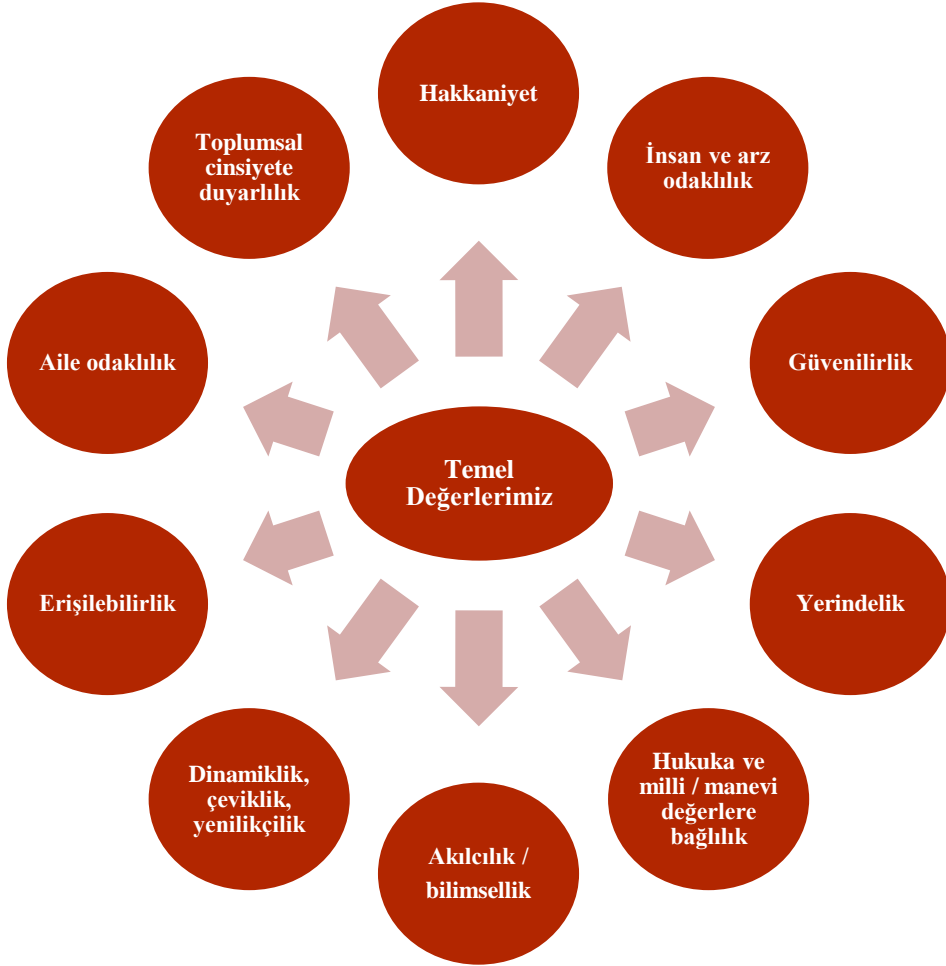 Hakkaniyet
İnsan ve arz
odaklılık
Güvenilirlik
Yerindelik
Hukuka ve
milli / manevi
değerlere
bağlılık
Akılcılık /
bilimsellik
Dinamiklik,
çeviklik,
yenilikçilik
Erişilebilirlik
Aile odaklılık
Toplumsal
cinsiyete
duyarlılık
Temel
Değerlerimiz